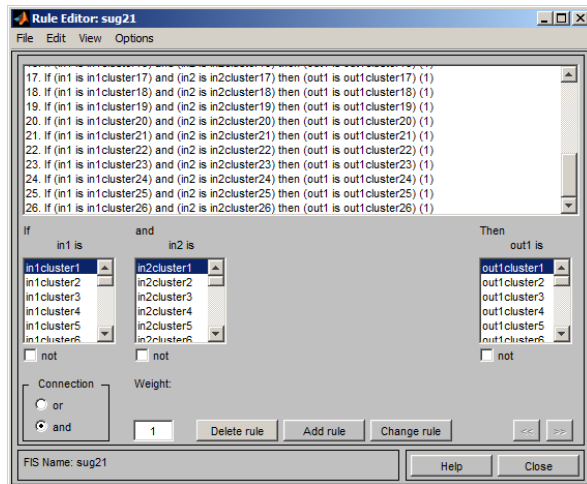 Rule Editor: sug21
File Edit View Options
17. If (in1 is in1cluster17) and (in2 is in2cluster17) then (out1 is out1cluster17) (1)
18. If (in1 is in1cluster18) and (in2 is in2cluster18) then (out1 is out1cluster18) (1)
19. If (in1 is in1cluster19) and (in2 is in2cluster19) then (out1 is out1cluster19) (1)
20. If (in1 is in1cluster20) and (in2 is in2cluster20) then (out1 is out1cluster20) (1)
21. If (in1 is in1cluster21) and (in2 is in2cluster21) then (out1 is out1cluster21) (1)
22. If (in1 is in1cluster22) and (in2 is in2cluster22) then (out1 is out1cluster22) (1)
23. If (in1 is in1cluster23) and (in2 is in2cluster23) then (out1 is out1cluster23) (1)
24. If (in1 is in1cluster24) and (in2 is in2cluster24) then (out1 is out1cluster24) (1)
25. If (in1 is in1cluster25) and (in2 is in2cluster25) then (out1 is out1cluster25) (1)
26. If (in1 is in1cluster26) and (in2 is in2cluster26) then (out1 is out1cluster26) (1)
If and Then
in1 is in2 is out1 is
in1cluster1 in2cluster1 out1cluster1
in1cluster2 in2cluster2 out1cluster2
in1cluster3 in2cluster3 out1cluster3
in1cluster4 in2cluster4 out1cluster4
in1cluster5 in2cluster5 out1cluster5
in1cluster6 in2cluster6 out1cluster6
not not not
Connection Weight:
or
and 1 Delete rule Add rule Change rule << >>
FIS Name: sug21 Help Close